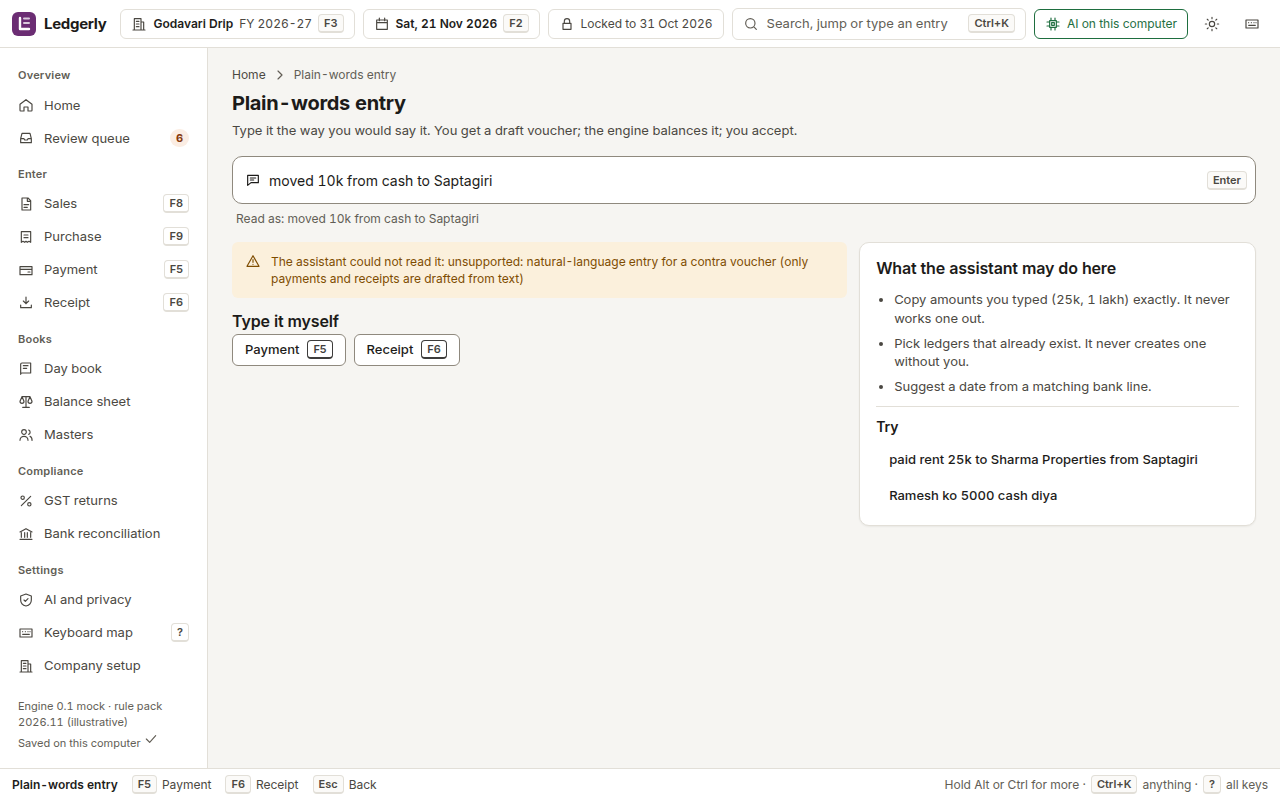 Ledgerly
Godavari Drip FY 2026-27 F3
Sat, 21 Nov 2026 F2
Locked to 31 Oct 2026
Search, jump or type an entry Ctrl+K
AI on this computer
Overview
Home
Review queue 6
Enter
Sales F8
Purchase F9
Payment F5
Receipt F6
Books
Day book
Balance sheet
Masters
Compliance
GST returns
Bank reconciliation
Settings
AI and privacy
Keyboard map ?
Company setup
Engine 0.1 mock · rule pack
2026.11 (illustrative)
Saved on this computer
Home > Plain-words entry
Plain-words entry
Type it the way you would say it. You get a draft voucher; the engine balances it; you accept.
moved 10k from cash to Saptagiri Enter
Read as: moved 10k from cash to Saptagiri
The assistant could not read it: unsupported: natural-language entry for a contra voucher (only
payments and receipts are drafted from text)
Type it myself
Payment F5
Receipt F6
What the assistant may do here
• Copy amounts you typed (25k, 1 lakh) exactly. It never
works one out.
• Pick ledgers that already exist. It never creates one
without you.
• Suggest a date from a matching bank line.
Try
paid rent 25k to Sharma Properties from Saptagiri
Ramesh ko 5000 cash diya
Plain-words entry F5 Payment F6 Receipt Esc Back
Hold Alt or Ctrl for more · Ctrl+K anything · ? all keys